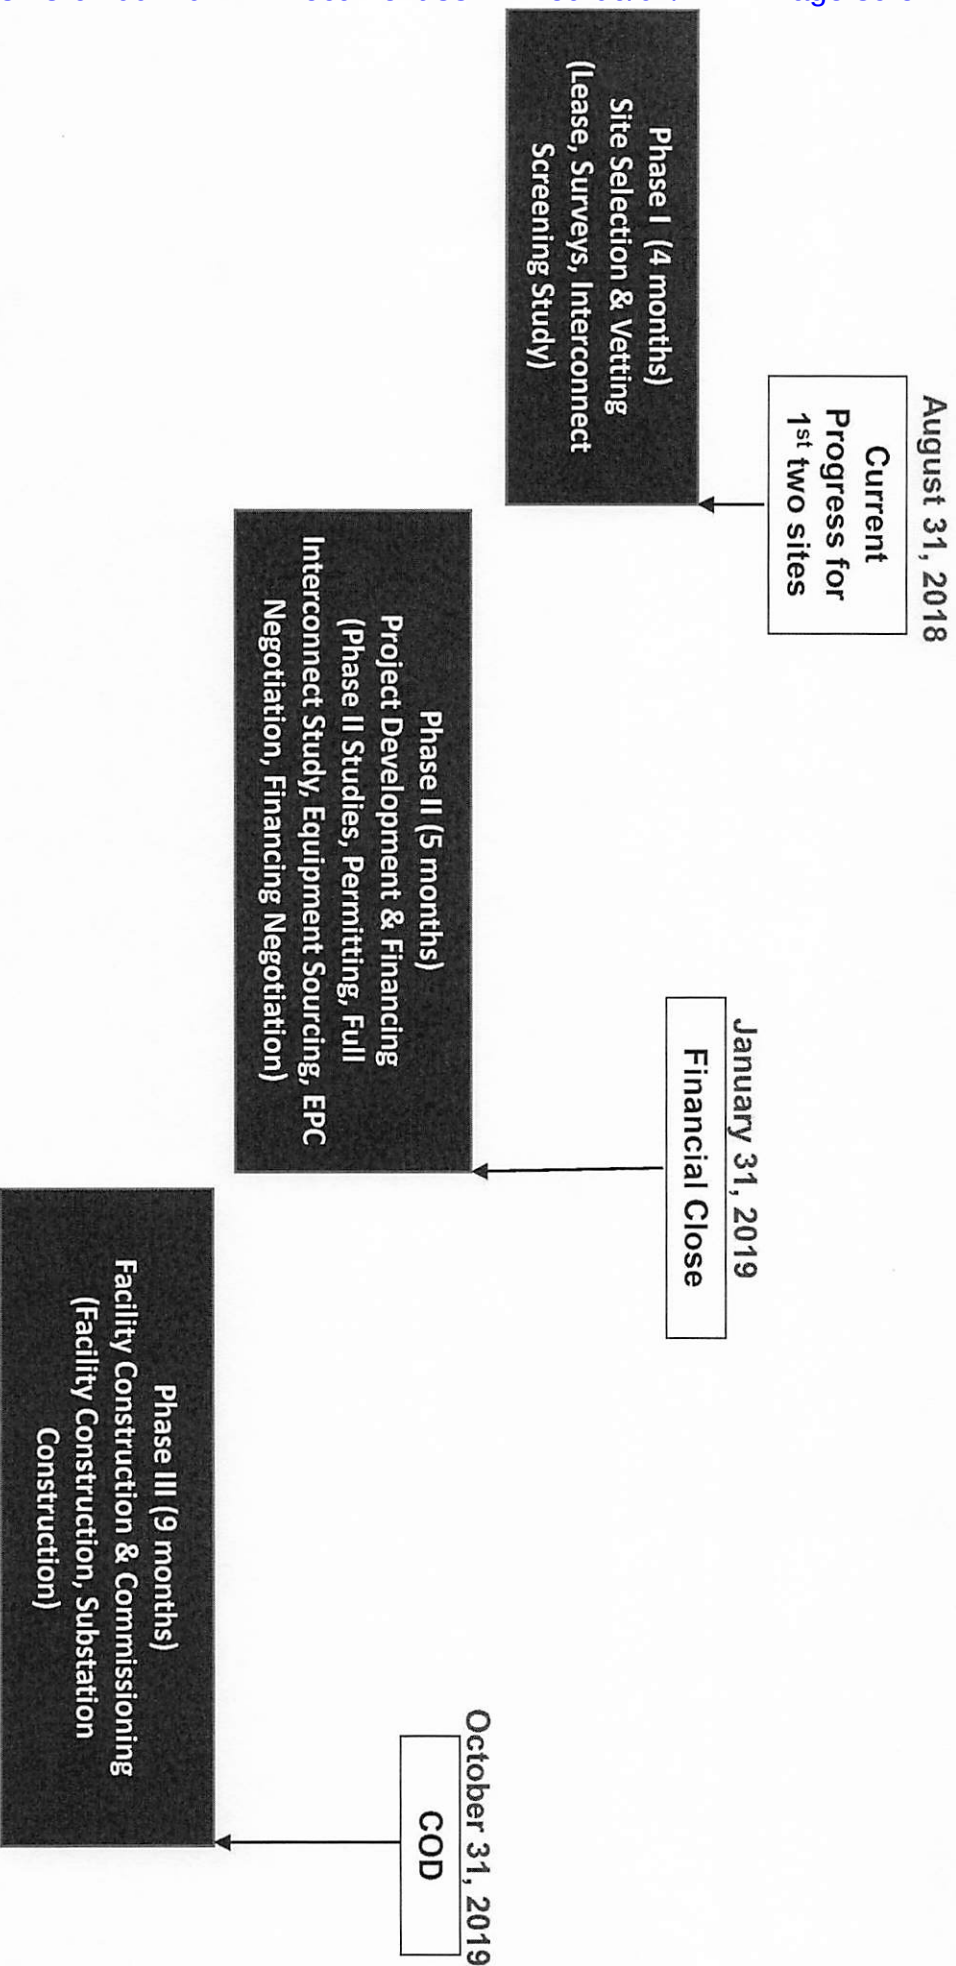 August 31, 2018
Current
Progress for
1st two sites
Phase I (4 months)
Site Selection & Vetting
(Lease, Surveys, Interconnect
Screening Study)
January 31, 2019
Financial Close
Phase II (5 months)
Project Development & Financing
(Phase II Studies, Permitting, Full
Interconnect Study, Equipment Sourcing, EPC
Negotiation, Financing Negotiation)
October 31, 2019
COD
Phase III (9 months)
Facility Construction & Commissioning
(Facility Construction, Substation
Construction)